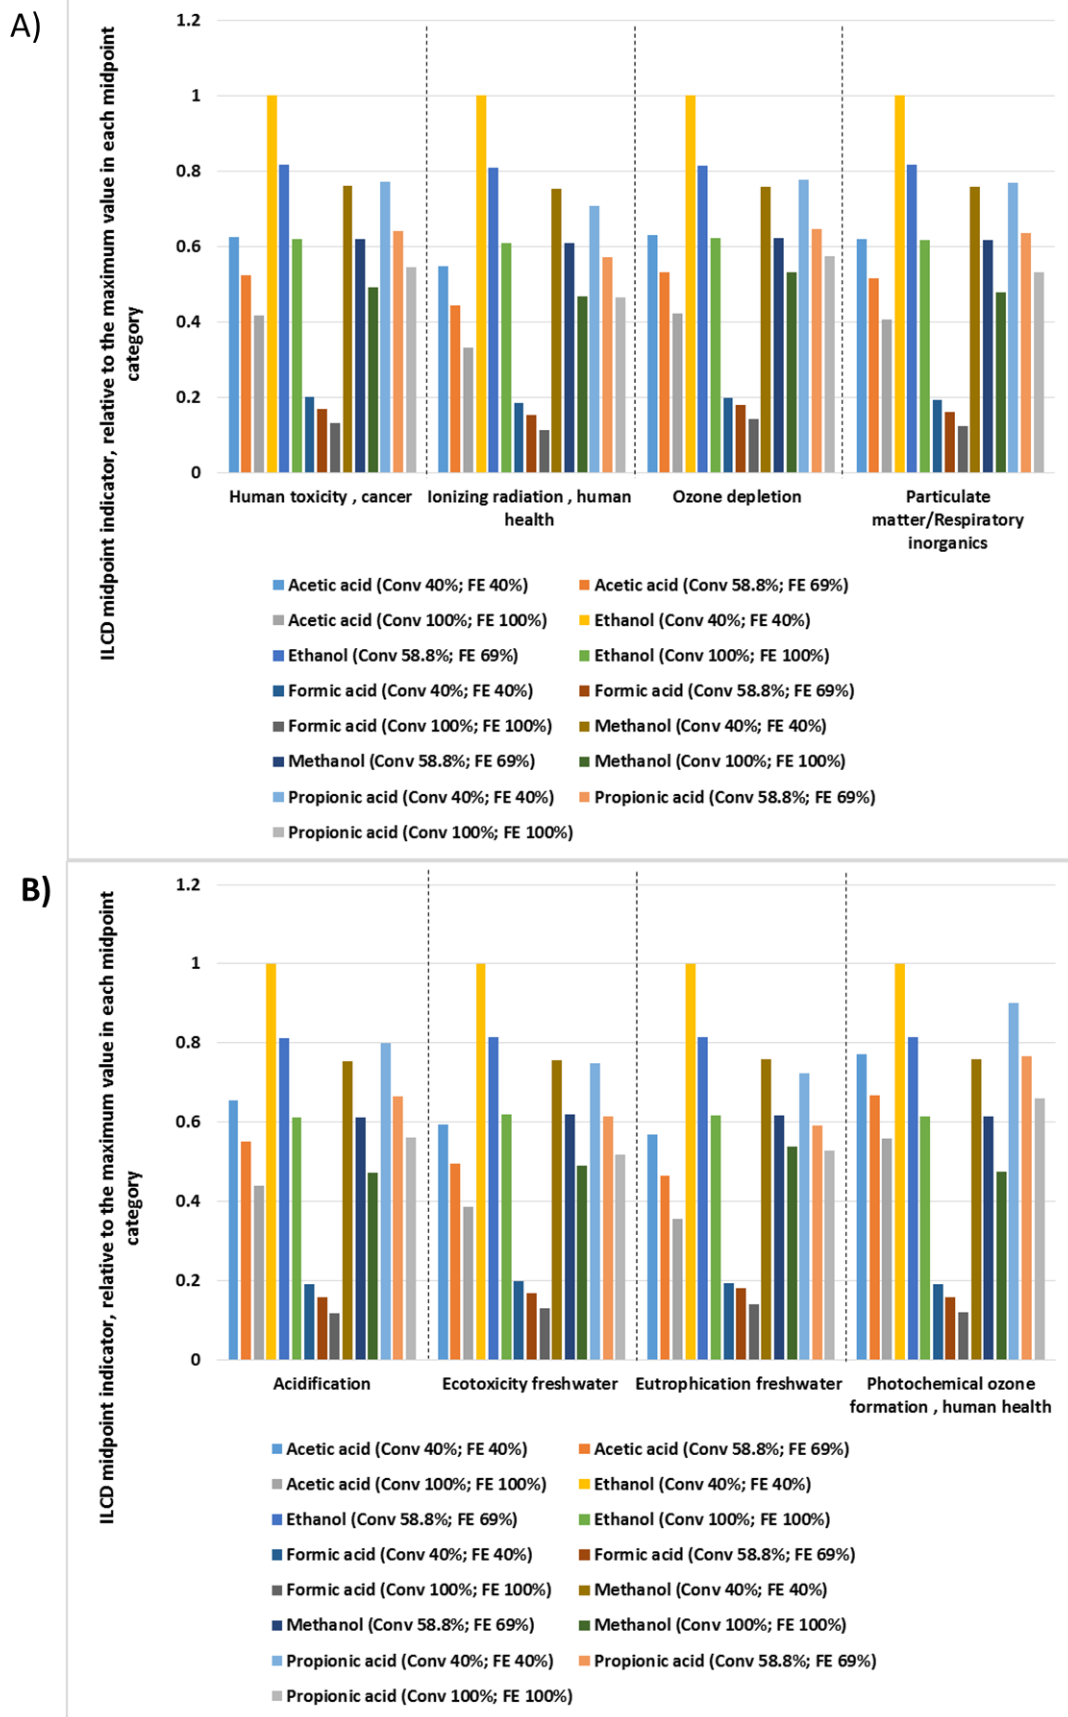 A)
ILCD midpoint indicator, relative to the maximum value in each midpoint
category
1.2
1
0.8
0.6
0.4
0.2
0
Human toxicity , cancer
Ionizing radiation , human
health
Ozone depletion
Particulate
matter/Respiratory
inorganics
Acetic acid (Conv 40%; FE 40%)
Acetic acid (Conv 58.8%; FE 69%)
Acetic acid (Conv 100%; FE 100%)
Ethanol (Conv 40%; FE 40%)
Ethanol (Conv 58.8%; FE 69%)
Ethanol (Conv 100%; FE 100%)
Formic acid (Conv 40%; FE 40%)
Formic acid (Conv 58.8%; FE 69%)
Formic acid (Conv 100%; FE 100%)
Methanol (Conv 40%; FE 40%)
Methanol (Conv 58.8%; FE 69%)
Methanol (Conv 100%; FE 100%)
Propionic acid (Conv 40%; FE 40%)
Propionic acid (Conv 58.8%; FE 69%)
Propionic acid (Conv 100%; FE 100%)
B)
ILCD midpoint indicator, relative to the maximum value in each midpoint
category
1.2
1
0.8
0.6
0.4
0.2
0
Acidification
Ecotoxicity freshwater
Eutrophication freshwater
Photochemical ozone
formation , human health
Acetic acid (Conv 40%; FE 40%)
Acetic acid (Conv 58.8%; FE 69%)
Acetic acid (Conv 100%; FE 100%)
Ethanol (Conv 40%; FE 40%)
Ethanol (Conv 58.8%; FE 69%)
Ethanol (Conv 100%; FE 100%)
Formic acid (Conv 40%; FE 40%)
Formic acid (Conv 58.8%; FE 69%)
Formic acid (Conv 100%; FE 100%)
Methanol (Conv 40%; FE 40%)
Methanol (Conv 58.8%; FE 69%)
Methanol (Conv 100%; FE 100%)
Propionic acid (Conv 40%; FE 40%)
Propionic acid (Conv 58.8%; FE 69%)
Propionic acid (Conv 100%; FE 100%)